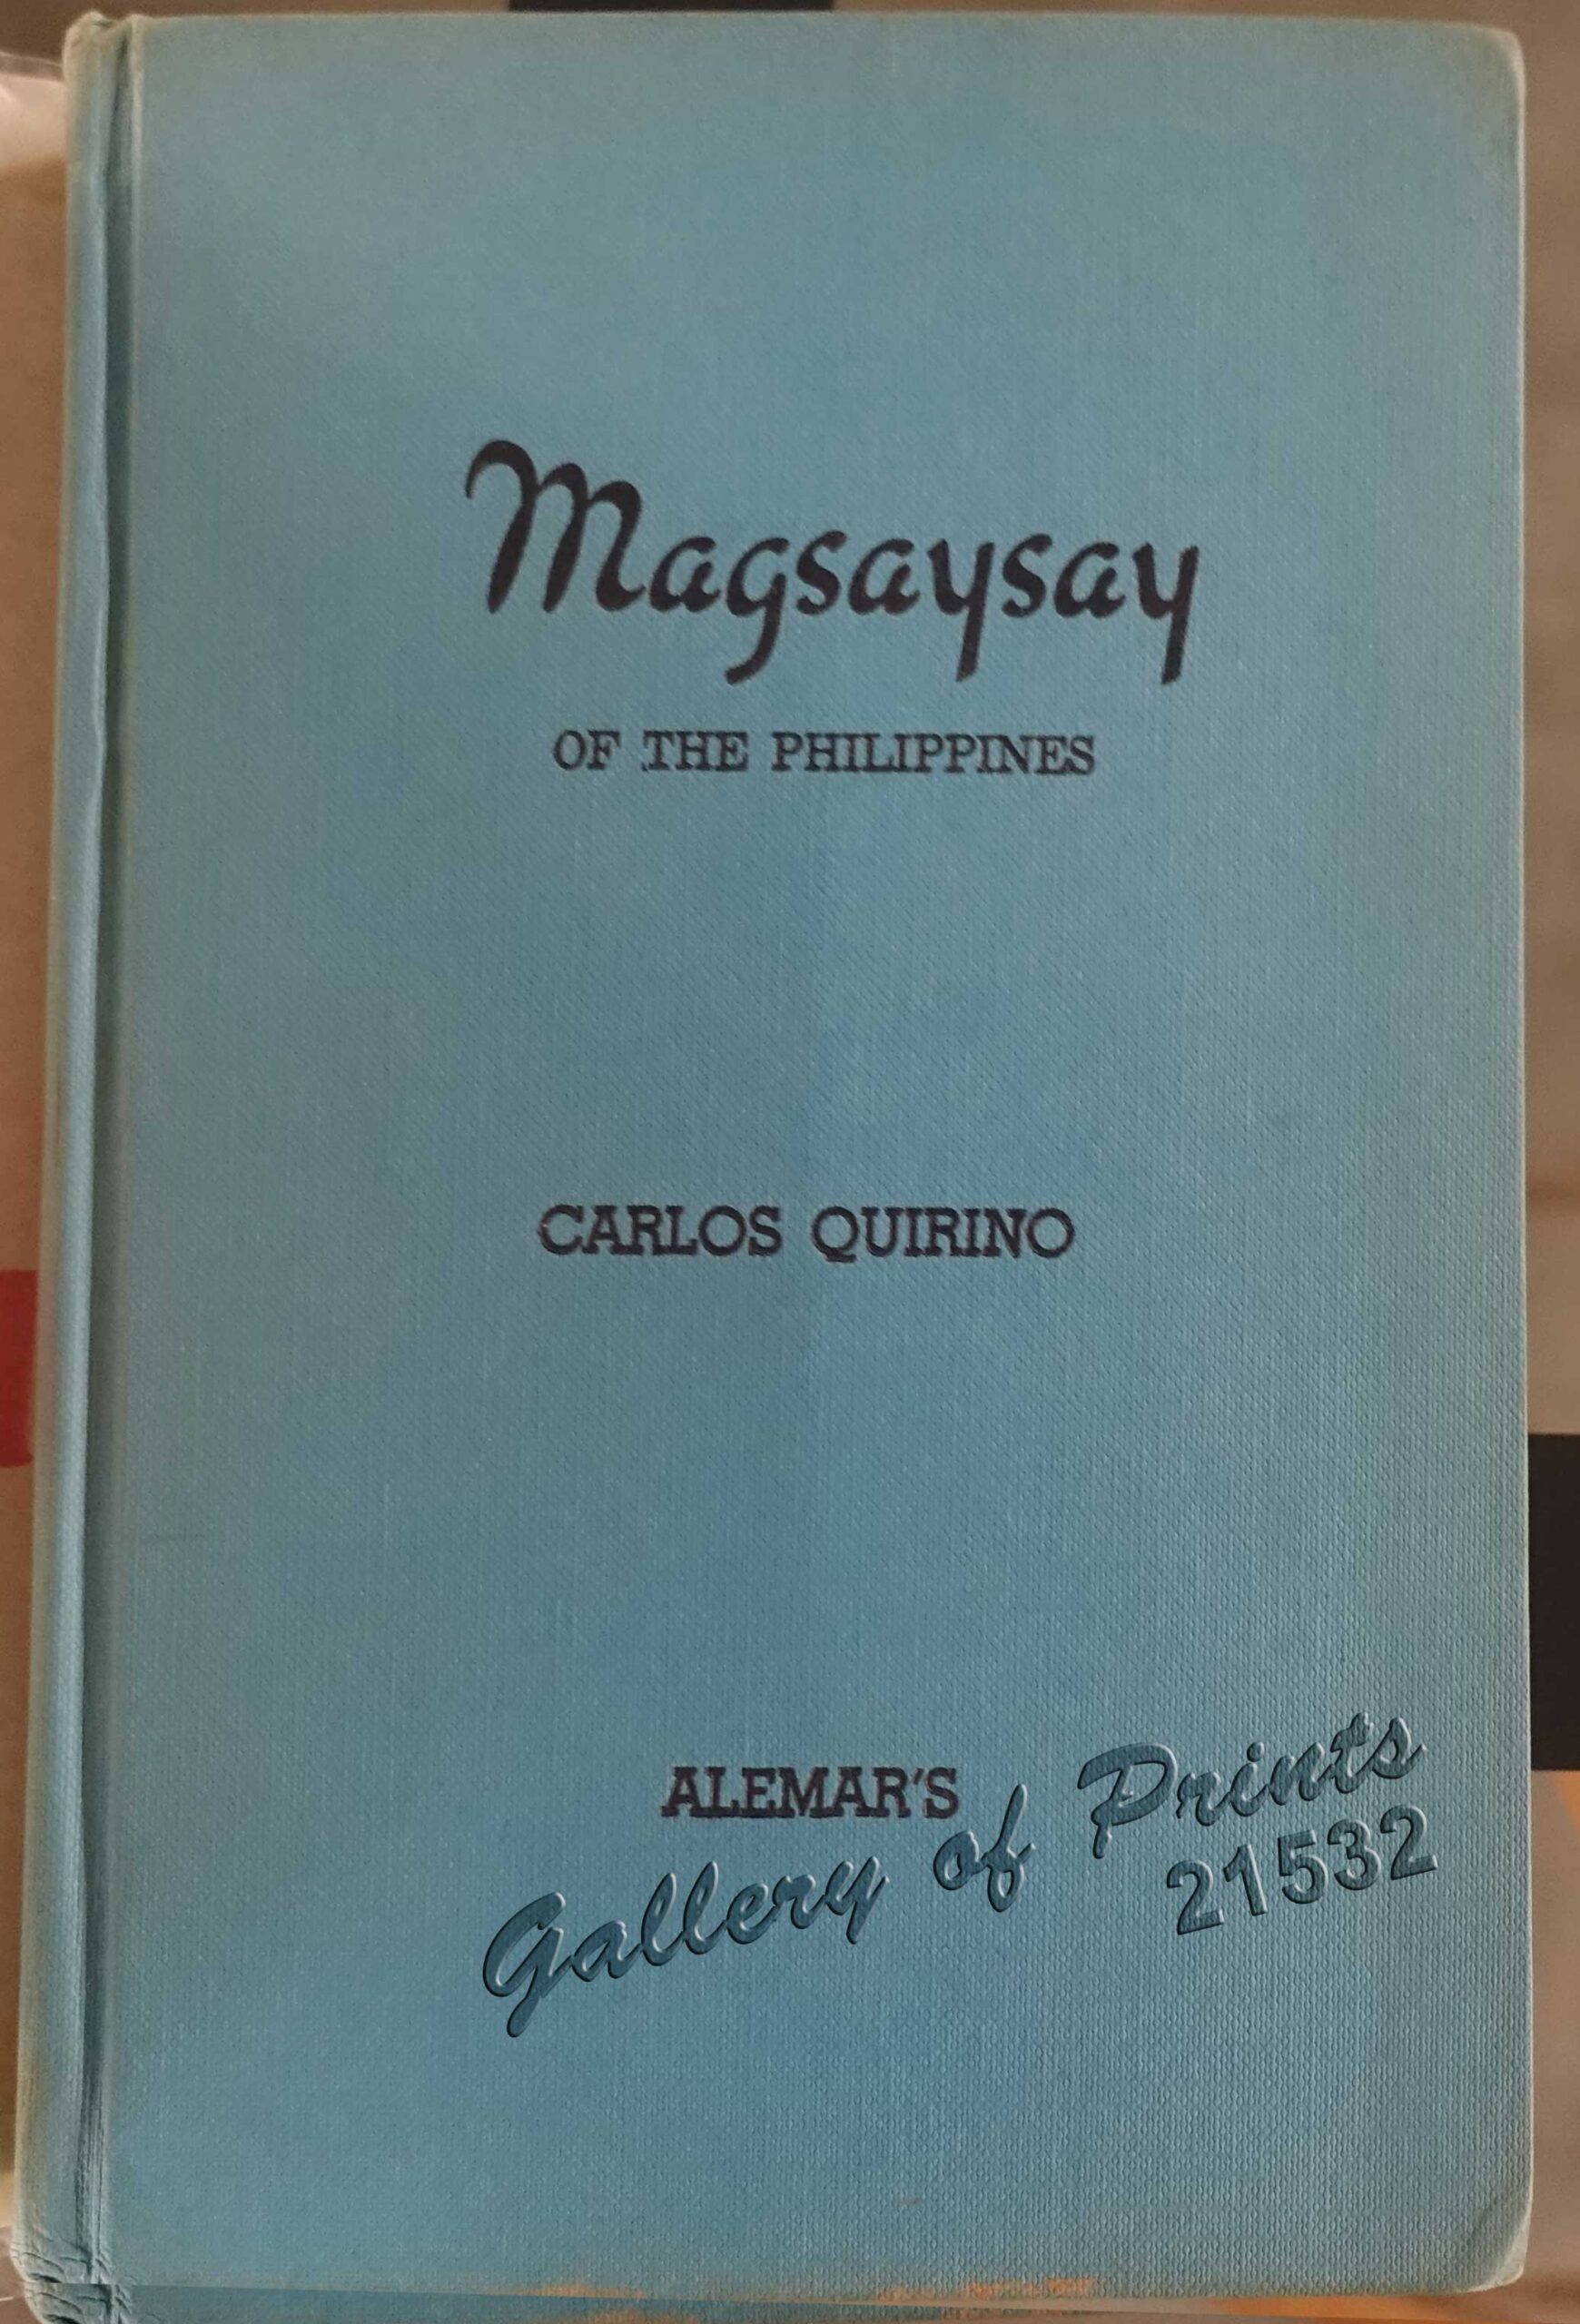 Magsaysay
OF THE PHILIPPINES
CARLOS QUIRINO
ALEMAR'S
Gallery of Prints
21532